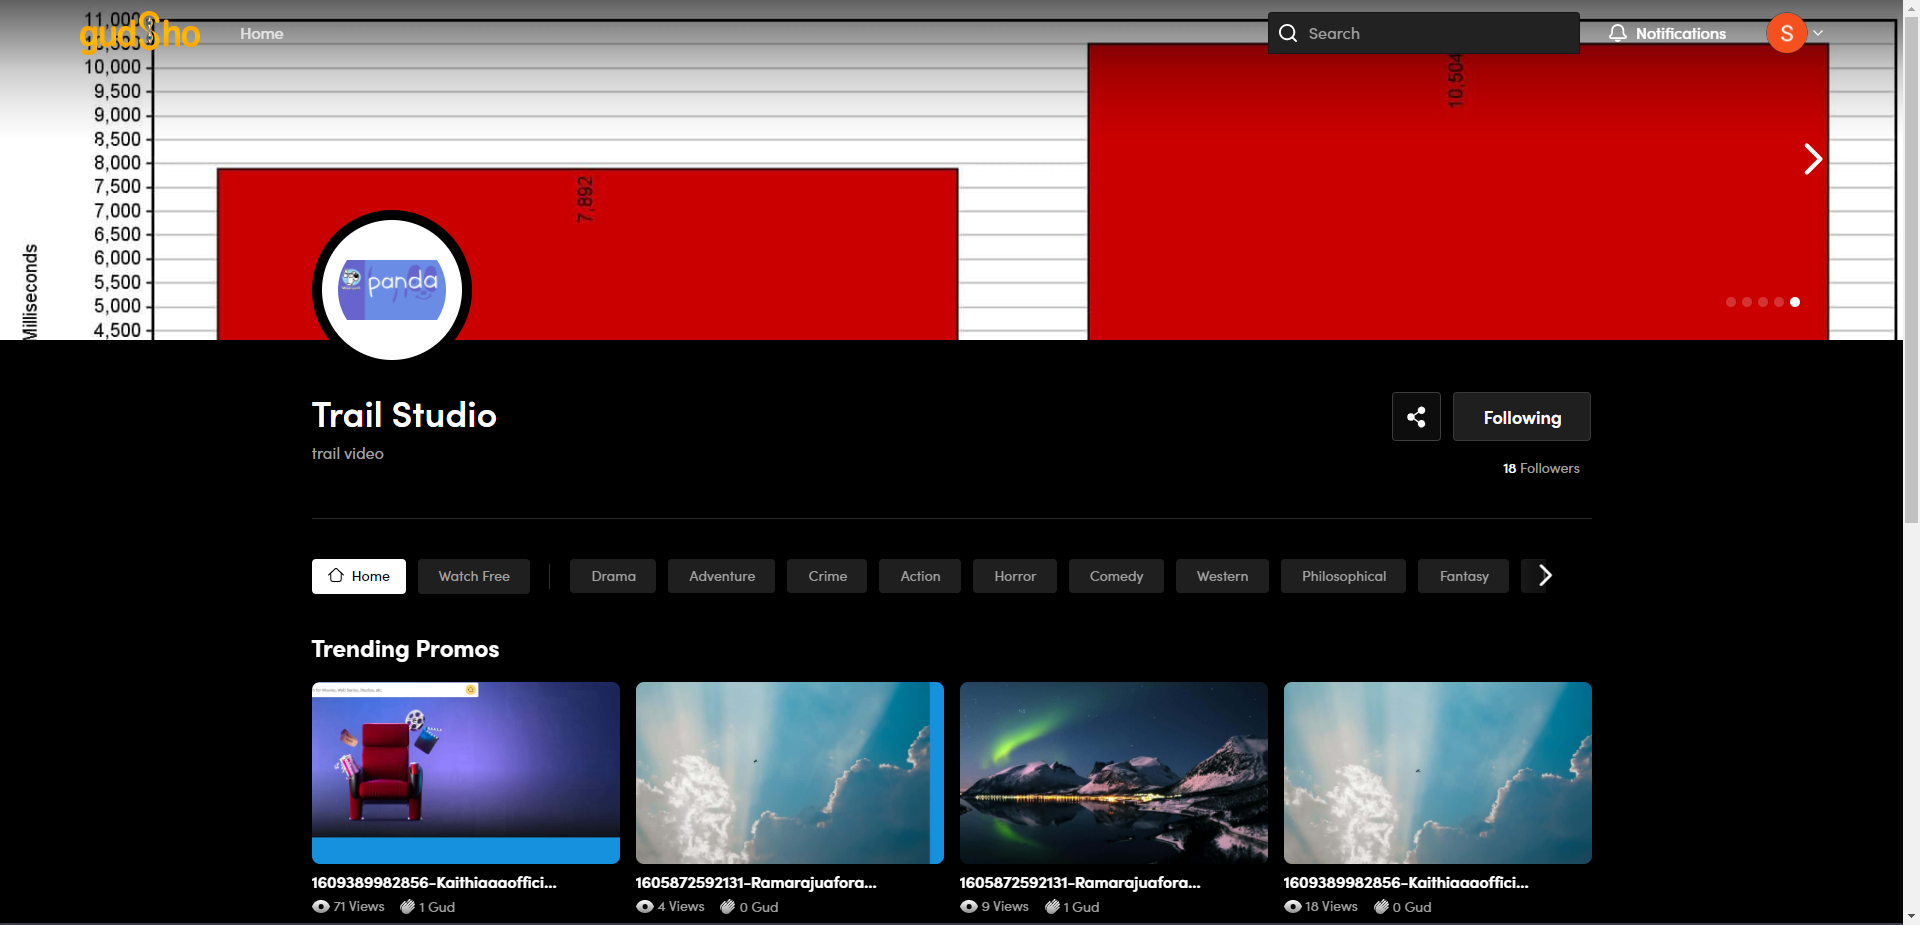 gudSho
Home
Search
Notifications
S
11,000
10,500
10,000
9,500
9,000
8,500
8,000
7,500
7,000
6,500
6,000
5,500
5,000
4,500
Milliseconds
7,892
10,504
panda
Trail Studio
trail video
Following
18 Followers
Home
Watch Free
Drama
Adventure
Crime
Action
Horror
Comedy
Western
Philosophical
Fantasy
Trending Promos
1609389982856-Kaithiaaaoffici...
71 Views
1 Gud
1605872592131-Ramarajuafora...
4 Views
0 Gud
1605872592131-Ramarajuafora...
9 Views
1 Gud
1609389982856-Kaithiaaaoffici...
18 Views
0 Gud